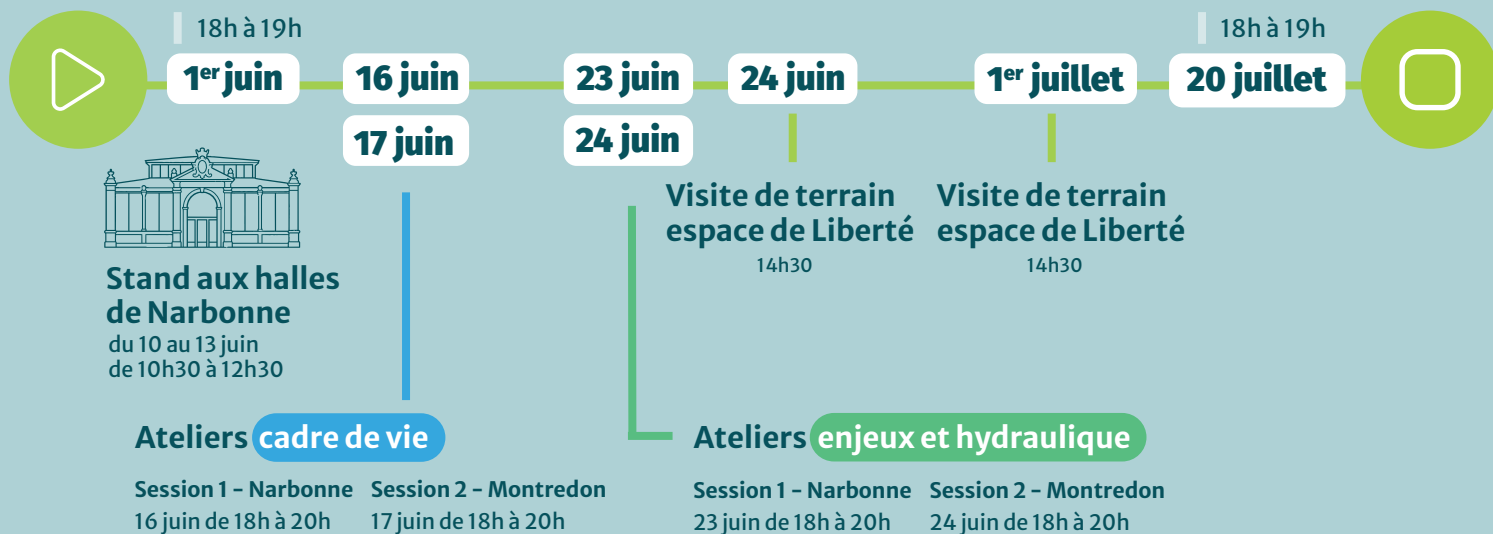 18h à 19h
18h à 19h
1er juin
16 juin
23 juin
24 juin
1er juillet
20 juillet
17 juin
24 juin
Visite de terrain
espace de Liberté
14h30
Visite de terrain
espace de Liberté
14h30
Stand aux halles
de Narbonne
du 10 au 13 juin
de 10h30 à 12h30
Ateliers cadre de vie
Session 1 - Narbonne
16 juin de 18h à 20h
Session 2 - Montredon
17 juin de 18h à 20h
Ateliers enjeux et hydraulique
Session 1 - Narbonne
23 juin de 18h à 20h
Session 2 - Montredon
24 juin de 18h à 20h